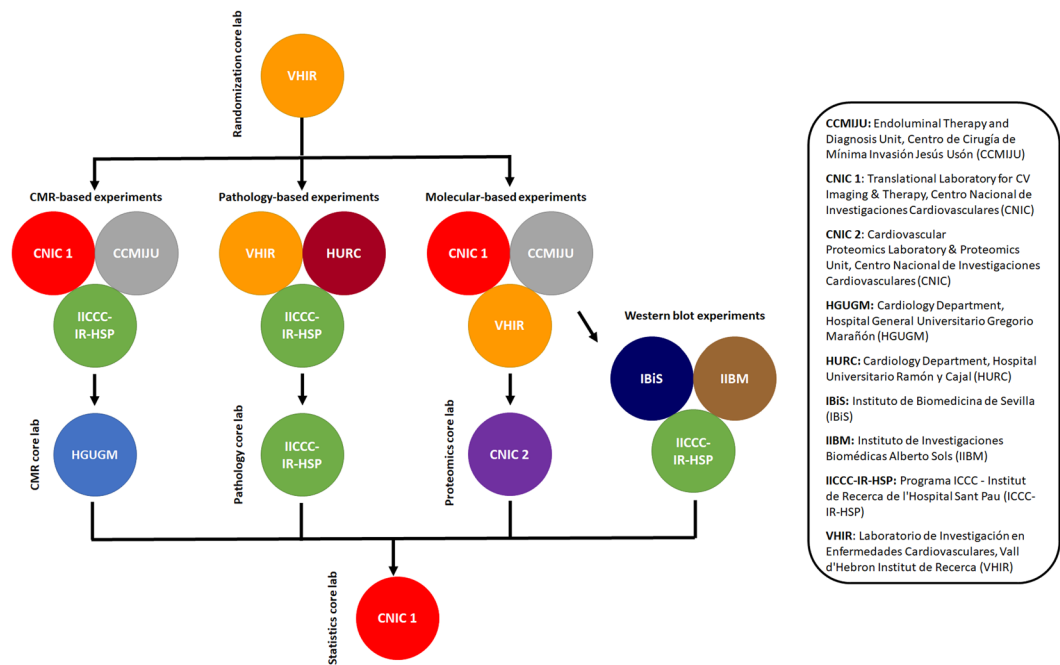 Randomization core lab
VHIR
CMR-based experiments
CNIC 1
CCMIJU
IICCC-
IR-HSP
Pathology-based experiments
VHIR
HURC
IICCC-
IR-HSP
Molecular-based experiments
CNIC 1
CCMIJU
VHIR
Western blot experiments
IBiS
IIBM
IICCC-
IR-HSP
CMR core lab
HGUGM
Pathology core lab
IICCC-
IR-HSP
Proteomics core lab
CNIC 2
Statistics core lab
CNIC 1
CCMIJU: Endoluminal Therapy and
Diagnosis Unit, Centro de Cirugía de
Mínima Invasión Jesús Usón (CCMIJU)
CNIC 1: Translational Laboratory for CV
Imaging & Therapy, Centro Nacional de
Investigaciones Cardiovasculares (CNIC)
CNIC 2: Cardiovascular
Proteomics Laboratory & Proteomics
Unit, Centro Nacional de Investigaciones
Cardiovasculares (CNIC)
HGUGM: Cardiology Department,
Hospital General Universitario Gregorio
Marañón (HGUGM)
HURC: Cardiology Department, Hospital
Universitario Ramón y Cajal (HURC)
IBiS: Instituto de Biomedicina de Sevilla
(IBiS)
IIBM: Instituto de Investigaciones
Biomédicas Alberto Sols (IIBM)
IICCC-IR-HSP: Programa ICCC - Institut
de Recerca de l'Hospital Sant Pau (ICCC-
IR-HSP)
VHIR: Laboratorio de Investigación en
Enfermedades Cardiovasculares, Vall
d'Hebron Institut de Recerca (VHIR)